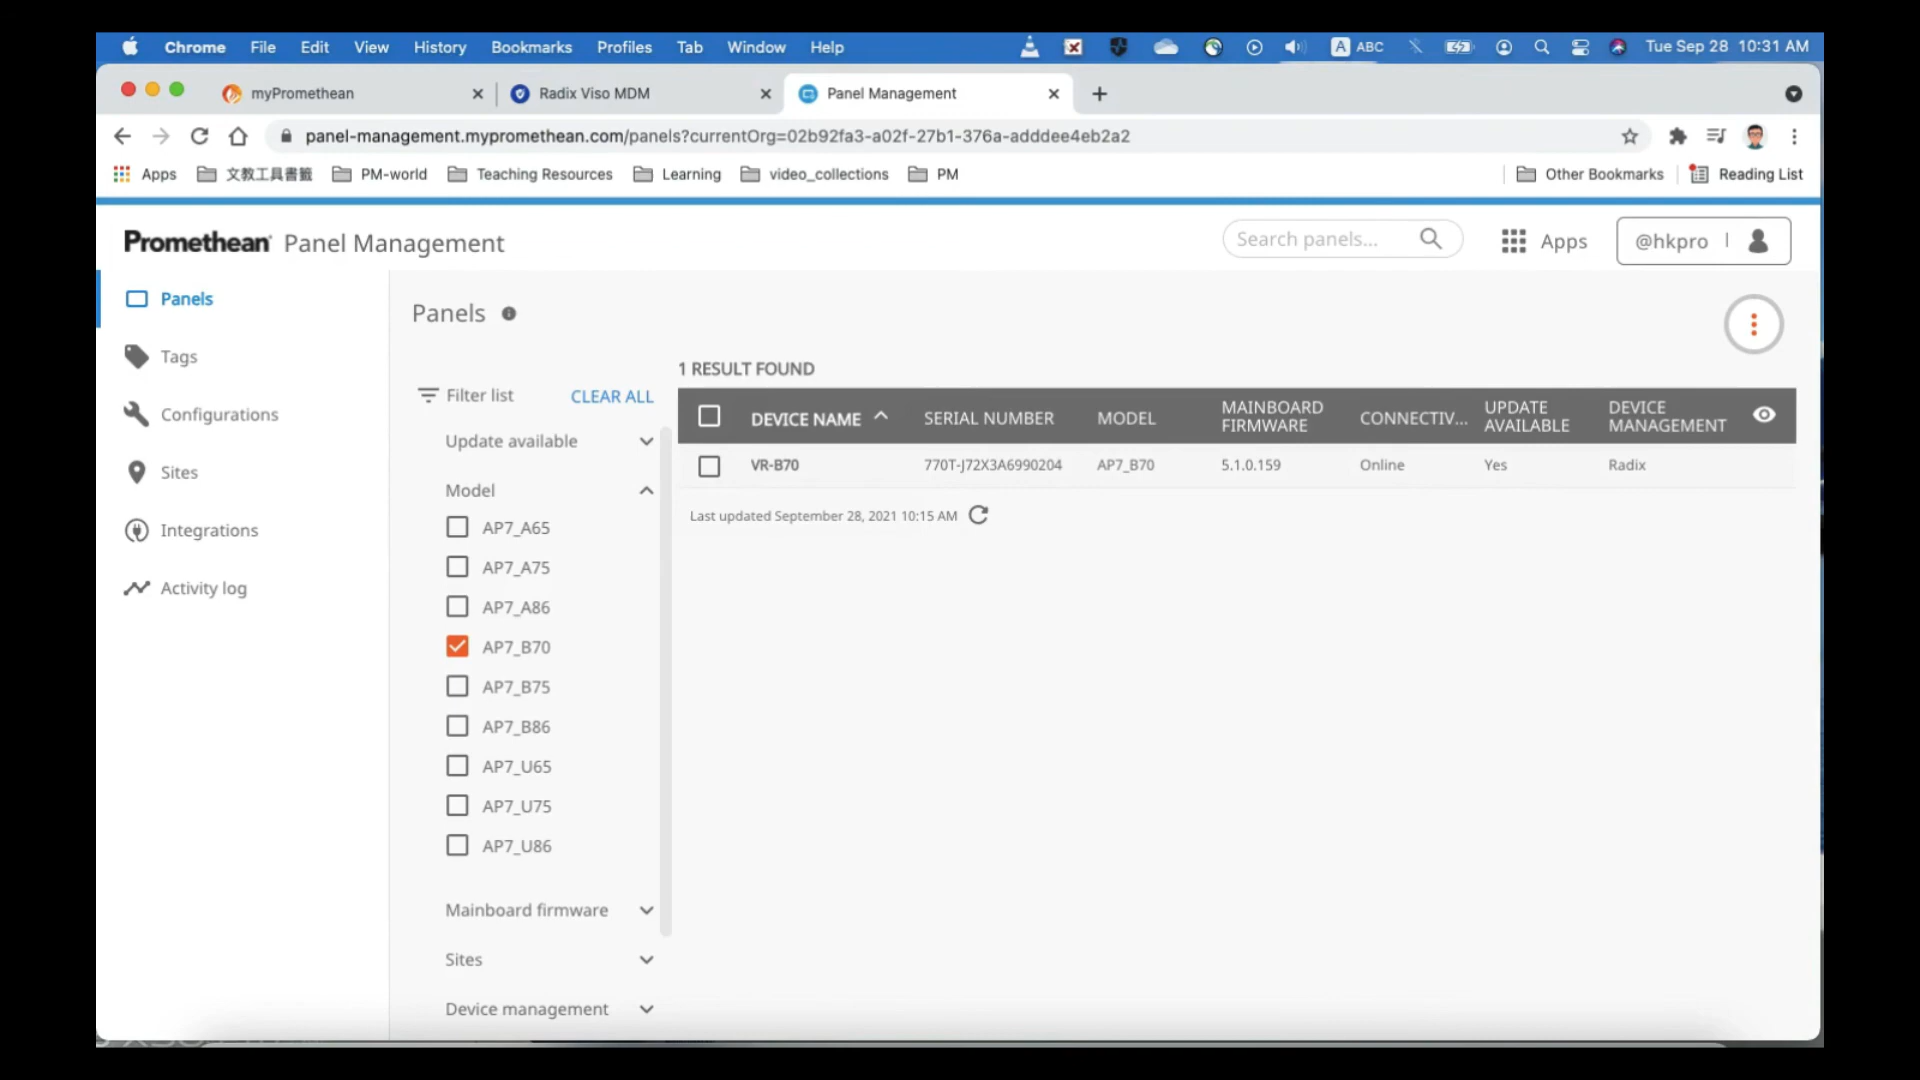 Chrome File Edit View History Bookmarks Profiles Tab Window Help A ABC Tue Sep 28 10:31 AM
myPromethean Radix Viso MDM Panel Management
panel-management.mypromethean.com/panels?currentOrg=02b92fa3-a02f-27b1-376a-adddee4eb2a2
Apps 文教工具書籤 PM-world Teaching Resources Learning video_collections PM Other Bookmarks Reading List
Promethean Panel Management Search panels... Apps @hkpro
Panels
Tags
Configurations
Sites
Integrations
Activity log
Panels
Filter list CLEAR ALL
Update available
Model
AP7_A65
AP7_A75
AP7_A86
AP7_B70
AP7_B75
AP7_B86
AP7_U65
AP7_U75
AP7_U86
Mainboard firmware
Sites
Device management
1 RESULT FOUND
DEVICE NAME SERIAL NUMBER MODEL MAINBOARD FIRMWARE CONNECTIV... UPDATE AVAILABLE DEVICE MANAGEMENT
VR-B70 770T-J72X3A6990204 AP7_B70 5.1.0.159 Online Yes Radix
Last updated September 28, 2021 10:15 AM